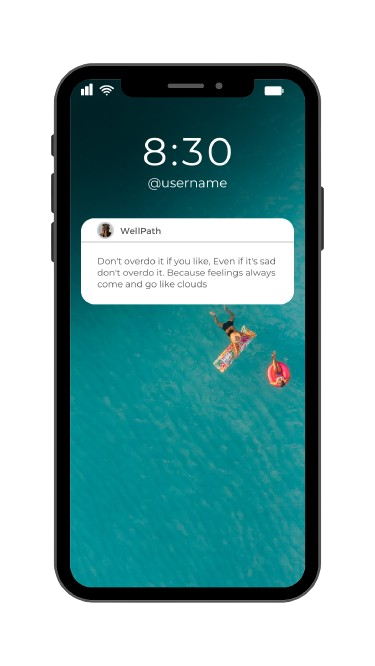 8:30
@username
WellPath
Don't overdo it if you like, Even if it's sad
don't overdo it. Because feelings always
come and go like clouds